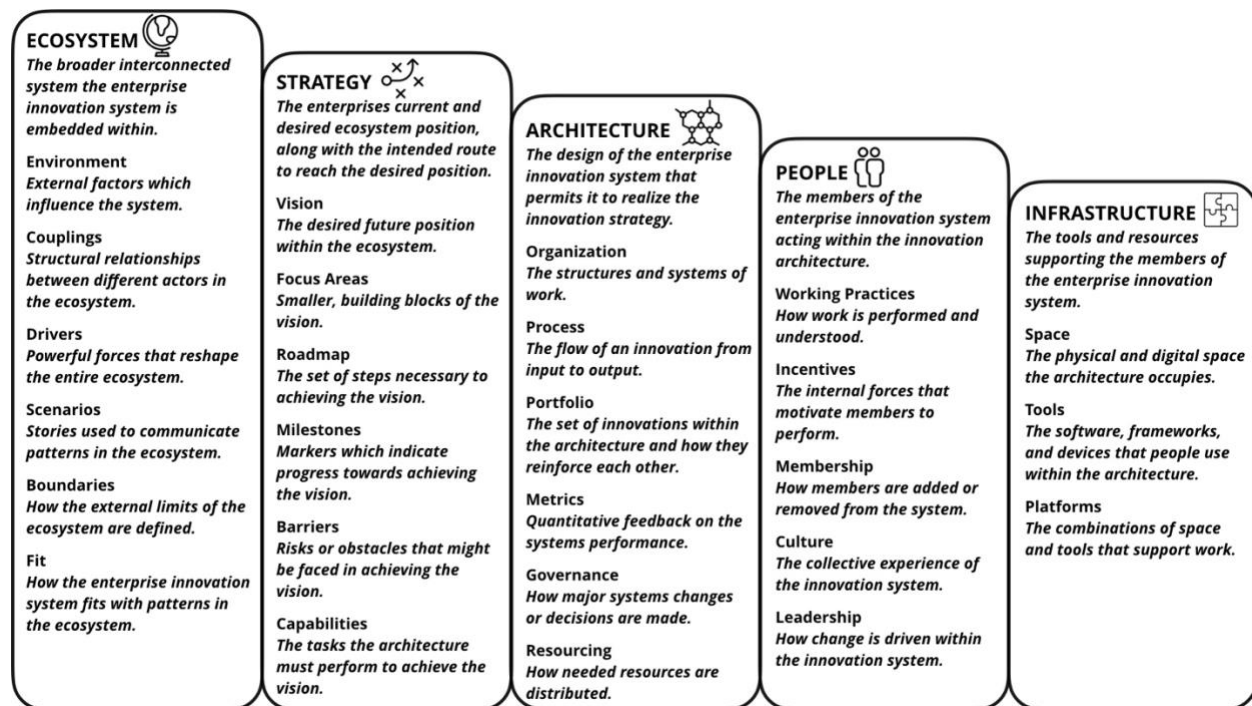 ECOSYSTEM
The broader interconnected
system the enterprise
innovation system is
embedded within.
Environment
External factors which
influence the system.
Couplings
Structural relationships
between different actors in
the ecosystem.
Drivers
Powerful forces that reshape
the entire ecosystem.
Scenarios
Stories used to communicate
patterns in the ecosystem.
Boundaries
How the external limits of the
ecosystem are defined.
Fit
How the enterprise innovation
system fits with patterns in
the ecosystem.
STRATEGY
The enterprises current and
desired ecosystem position,
along with the intended route
to reach the desired position.
Vision
The desired future position
within the ecosystem.
Focus Areas
Smaller, building blocks of the
vision.
Roadmap
The set of steps necessary to
achieving the vision.
Milestones
Markers which indicate
progress towards achieving
the vision.
Barriers
Risks or obstacles that might
be faced in achieving the
vision.
Capabilities
The tasks the architecture
must perform to achieve the
vision.
ARCHITECTURE
The design of the enterprise
innovation system that
permits it to realize the
innovation strategy.
Organization
The structures and systems of
work.
Process
The flow of an innovation from
input to output.
Portfolio
The set of innovations within
the architecture and how they
reinforce each other.
Metrics
Quantitative feedback on the
systems performance.
Governance
How major systems changes
or decisions are made.
Resourcing
How needed resources are
distributed.
PEOPLE
The members of the
enterprise innovation system
acting within the innovation
architecture.
Working Practices
How work is performed and
understood.
Incentives
The internal forces that
motivate members to
perform.
Membership
How members are added or
removed from the system.
Culture
The collective experience of
the innovation system.
Leadership
How change is driven within
the innovation system.
INFRASTRUCTURE
The tools and resources
supporting the members of
the enterprise innovation
system.
Space
The physical and digital space
the architecture occupies.
Tools
The software, frameworks,
and devices that people use
within the architecture.
Platforms
The combinations of space
and tools that support work.